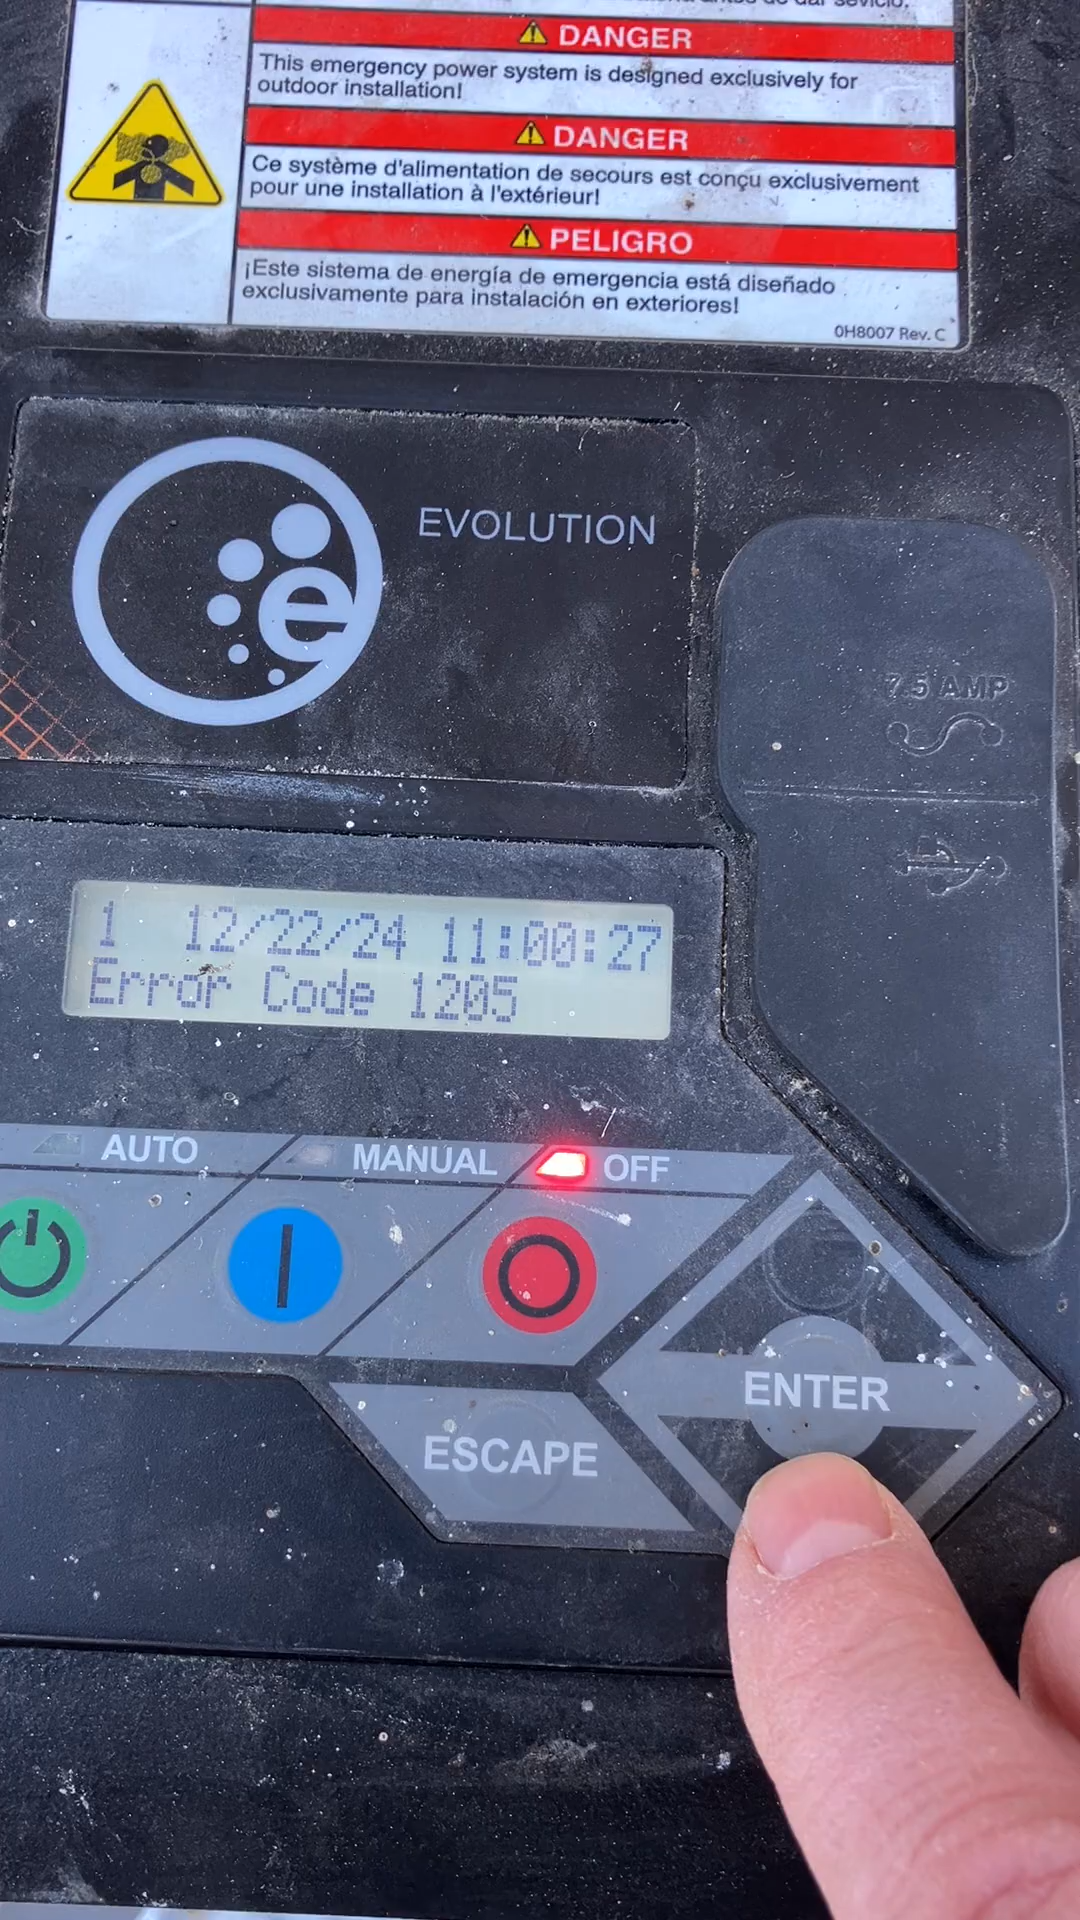 DANGER
This emergency power system is designed exclusively for
outdoor installation!
DANGER
Ce système d'alimentation de secours est conçu exclusivement
pour une installation à l'extérieur!
PELIGRO
¡Este sistema de energía de emergencia está diseñado
exclusivamente para instalación en exteriores!
0H8007 Rev. C
e
EVOLUTION
7.5 AMP
1 12/22/24 11:00:27
Error Code 1205
AUTO
MANUAL
OFF
ENTER
ESCAPE